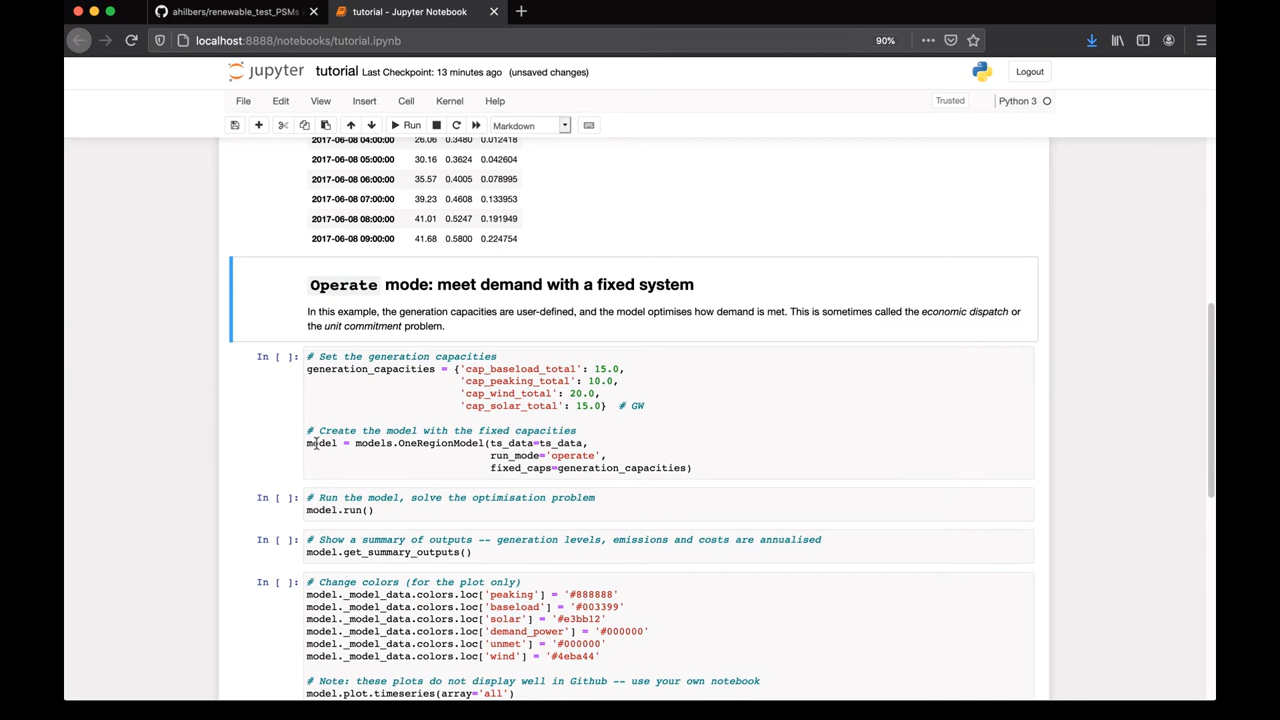 ahilbers/renewable_test_PSMs
tutorial - Jupyter Notebook
localhost:8888/notebooks/tutorial.ipynb
90%
jupyter tutorial Last Checkpoint: 13 minutes ago (unsaved changes)
Logout
File Edit View Insert Cell Kernel Help
Trusted
Python 3
Run
Markdown
2017-06-08 04:00:00 26.06 0.3480 0.012418
2017-06-08 05:00:00 30.16 0.3624 0.042604
2017-06-08 06:00:00 35.57 0.4005 0.078995
2017-06-08 07:00:00 39.23 0.4608 0.133953
2017-06-08 08:00:00 41.01 0.5247 0.191949
2017-06-08 09:00:00 41.68 0.5800 0.224754
Operate mode: meet demand with a fixed system
In this example, the generation capacities are user-defined, and the model optimises how demand is met. This is sometimes called the economic dispatch or
the unit commitment problem.
In [ ]: # Set the generation capacities
generation_capacities = {'cap_baseload_total': 15.0,
'cap_peaking_total': 10.0,
'cap_wind_total': 20.0,
'cap_solar_total': 15.0} # GW
# Create the model with the fixed capacities
model = models.OneRegionModel(ts_data=ts_data,
run_mode='operate',
fixed_caps=generation_capacities)
In [ ]: # Run the model, solve the optimisation problem
model.run()
In [ ]: # Show a summary of outputs -- generation levels, emissions and costs are annualised
model.get_summary_outputs()
In [ ]: # Change colors (for the plot only)
model._model_data.colors.loc['peaking'] = '#888888'
model._model_data.colors.loc['baseload'] = '#003399'
model._model_data.colors.loc['solar'] = '#e3bb12'
model._model_data.colors.loc['demand_power'] = '#000000'
model._model_data.colors.loc['unmet'] = '#000000'
model._model_data.colors.loc['wind'] = '#4eba44'
# Note: these plots do not display well in Github -- use your own notebook
model.plot.timeseries(array='all')